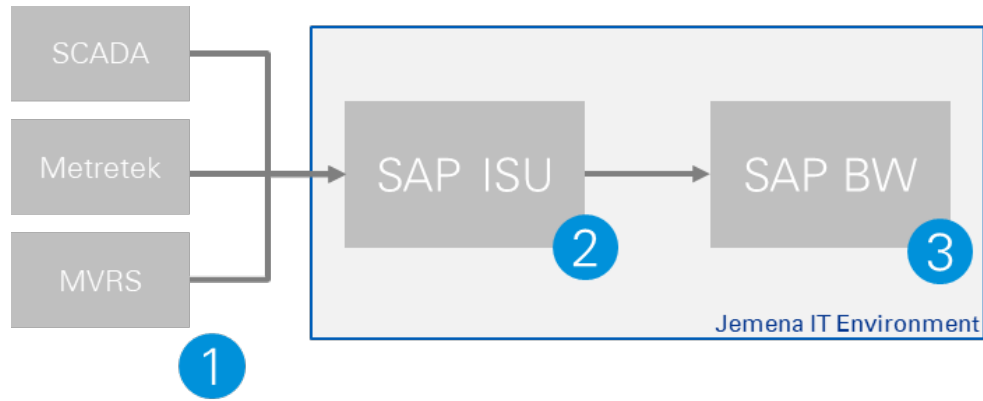 SCADA
Metretek
MVRS
1
SAP ISU
2
SAP BW
3
Jemena IT Environment